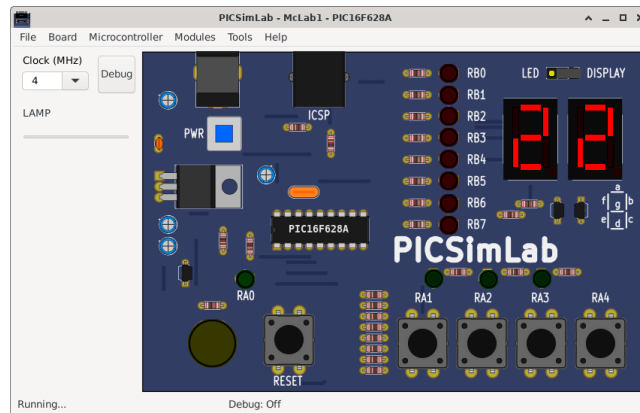 PICSimLab - McLab1 - PIC16F628A
File Board Microcontroller Modules Tools Help
Clock (MHz)
4
Debug
LAMP
PWR
ICSP
RB0
RB1
RB2
RB3
RB4
RB5
RB6
RB7
LED DISPLAY
22
a
f b
g
e c
d
PIC16F628A
PICSimLab
RA0
RA1 RA2 RA3 RA4
RESET
Running... Debug: Off